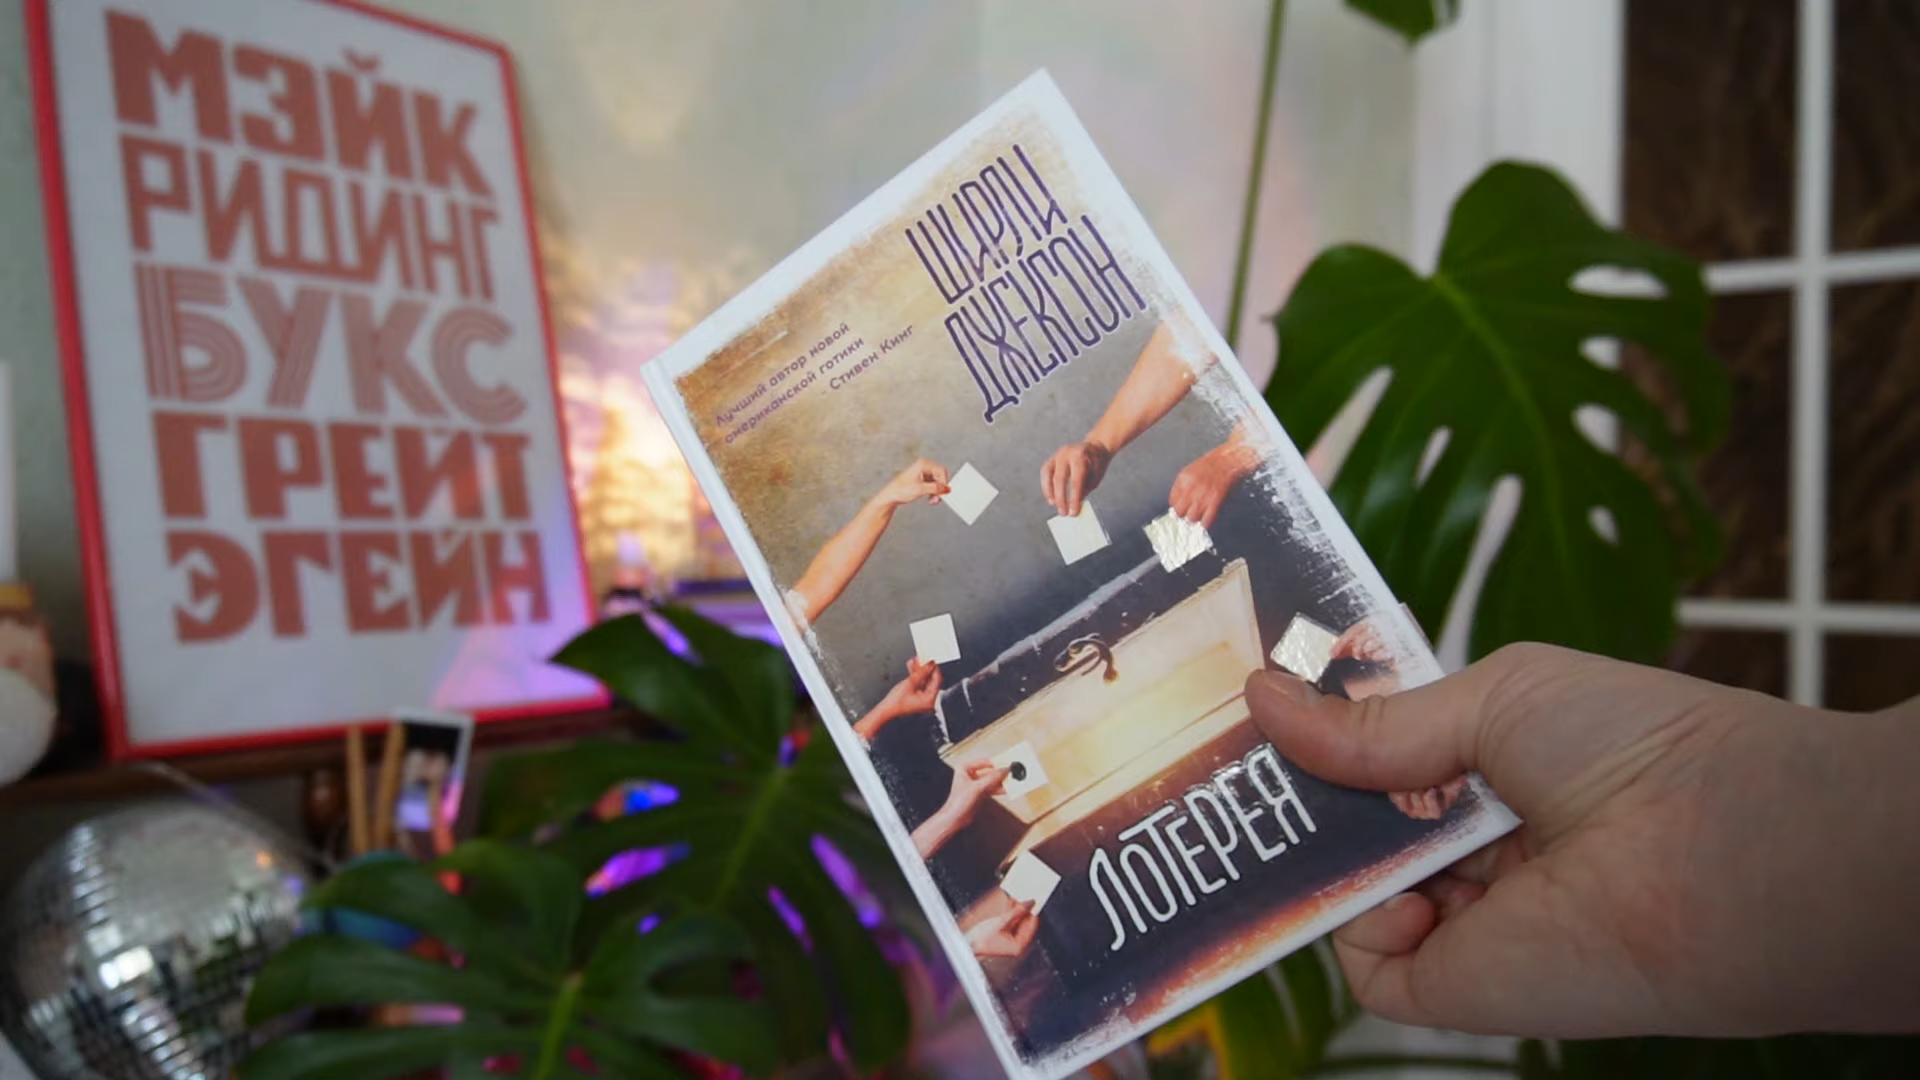 МЭЙК
РИДИНГ
БУКС
ГРЕЙТ
ЭГЕЙН
ШИРЛИ
ДЖЕКСОН
Лучший автор новой
американской готики
Стивен Кинг
ЛОТЕРЕЯ